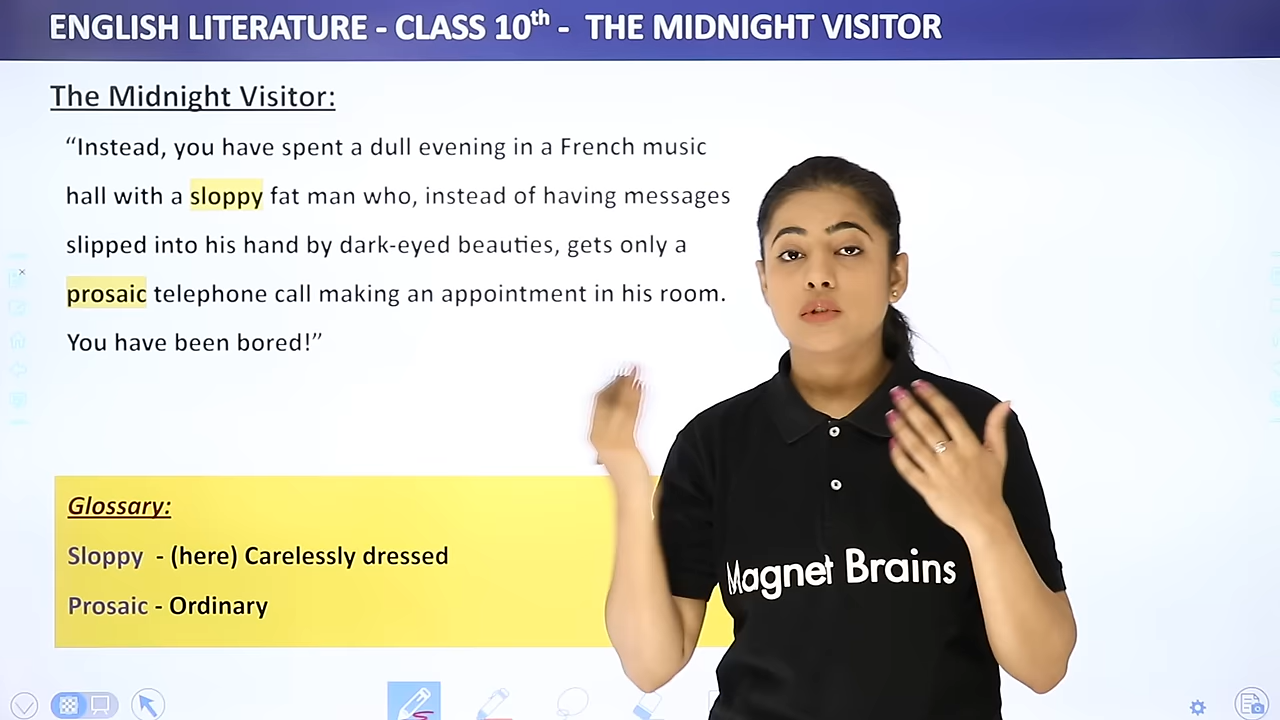 ENGLISH LITERATURE - CLASS 10th - THE MIDNIGHT VISITOR
The Midnight Visitor:
“Instead, you have spent a dull evening in a French music
hall with a sloppy fat man who, instead of having messages
slipped into his hand by dark-eyed beauties, gets only a
prosaic telephone call making an appointment in his room.
You have been bored!”
Glossary:
Sloppy - (here) Carelessly dressed
Prosaic - Ordinary
Magnet Brains